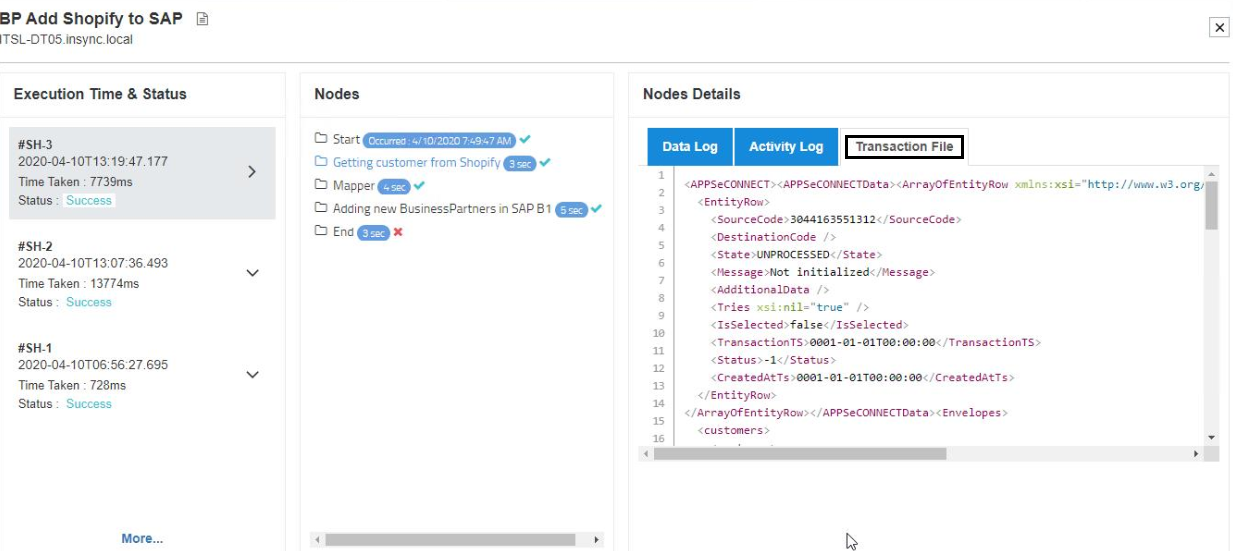 BP Add Shopify to SAP
ITSL-DT05.insync.local
Execution Time & Status
#SH-3
2020-04-10T13:19:47.177
Time Taken : 7739ms
Status : Success
#SH-2
2020-04-10T13:07:36.493
Time Taken : 13774ms
Status : Success
#SH-1
2020-04-10T06:56:27.695
Time Taken : 728ms
Status : Success
More...
Nodes
Start Occurred : 4/10/2020 7:49:47 AM
Getting customer from Shopify 3 sec
Mapper 4 sec
Adding new BusinessPartners in SAP B1 5 sec
End 3 sec
Nodes Details
Data Log Activity Log Transaction File
1
2 <APPSeCONNECT><APPSeCONNECTData><ArrayOfEntityRow xmlns:xsi="http://www.w3.org/
3 <EntityRow>
4 <SourceCode>3044163551312</SourceCode>
5 <DestinationCode />
6 <State>UNPROCESSED</State>
7 <Message>Not initialized</Message>
8 <AdditionalData />
9 <Tries xsi:nil="true" />
10 <IsSelected>false</IsSelected>
11 <TransactionTS>0001-01-01T00:00:00</TransactionTS>
12 <Status>-1</Status>
13 <CreatedAtTs>0001-01-01T00:00:00</CreatedAtTs>
14 </EntityRow>
15 </ArrayOfEntityRow></APPSeCONNECTData><Envelopes>
16 <customers>